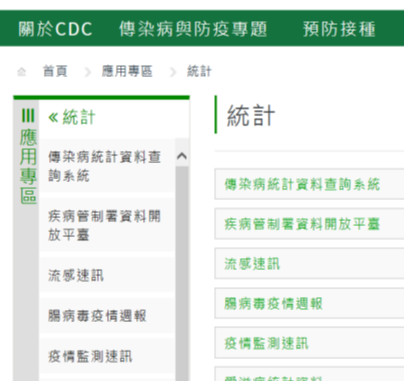 關於CDC 傳染病與防疫專題 預防接種
首頁 應用專區 統計
應用專區
«統計
傳染病統計資料查
詢系統
疾病管制署資料開
放平臺
流感速訊
腸病毒疫情週報
疫情監測速訊
統計
傳染病統計資料查詢系統
疾病管制署資料開放平臺
流感速訊
腸病毒疫情週報
疫情監測速訊